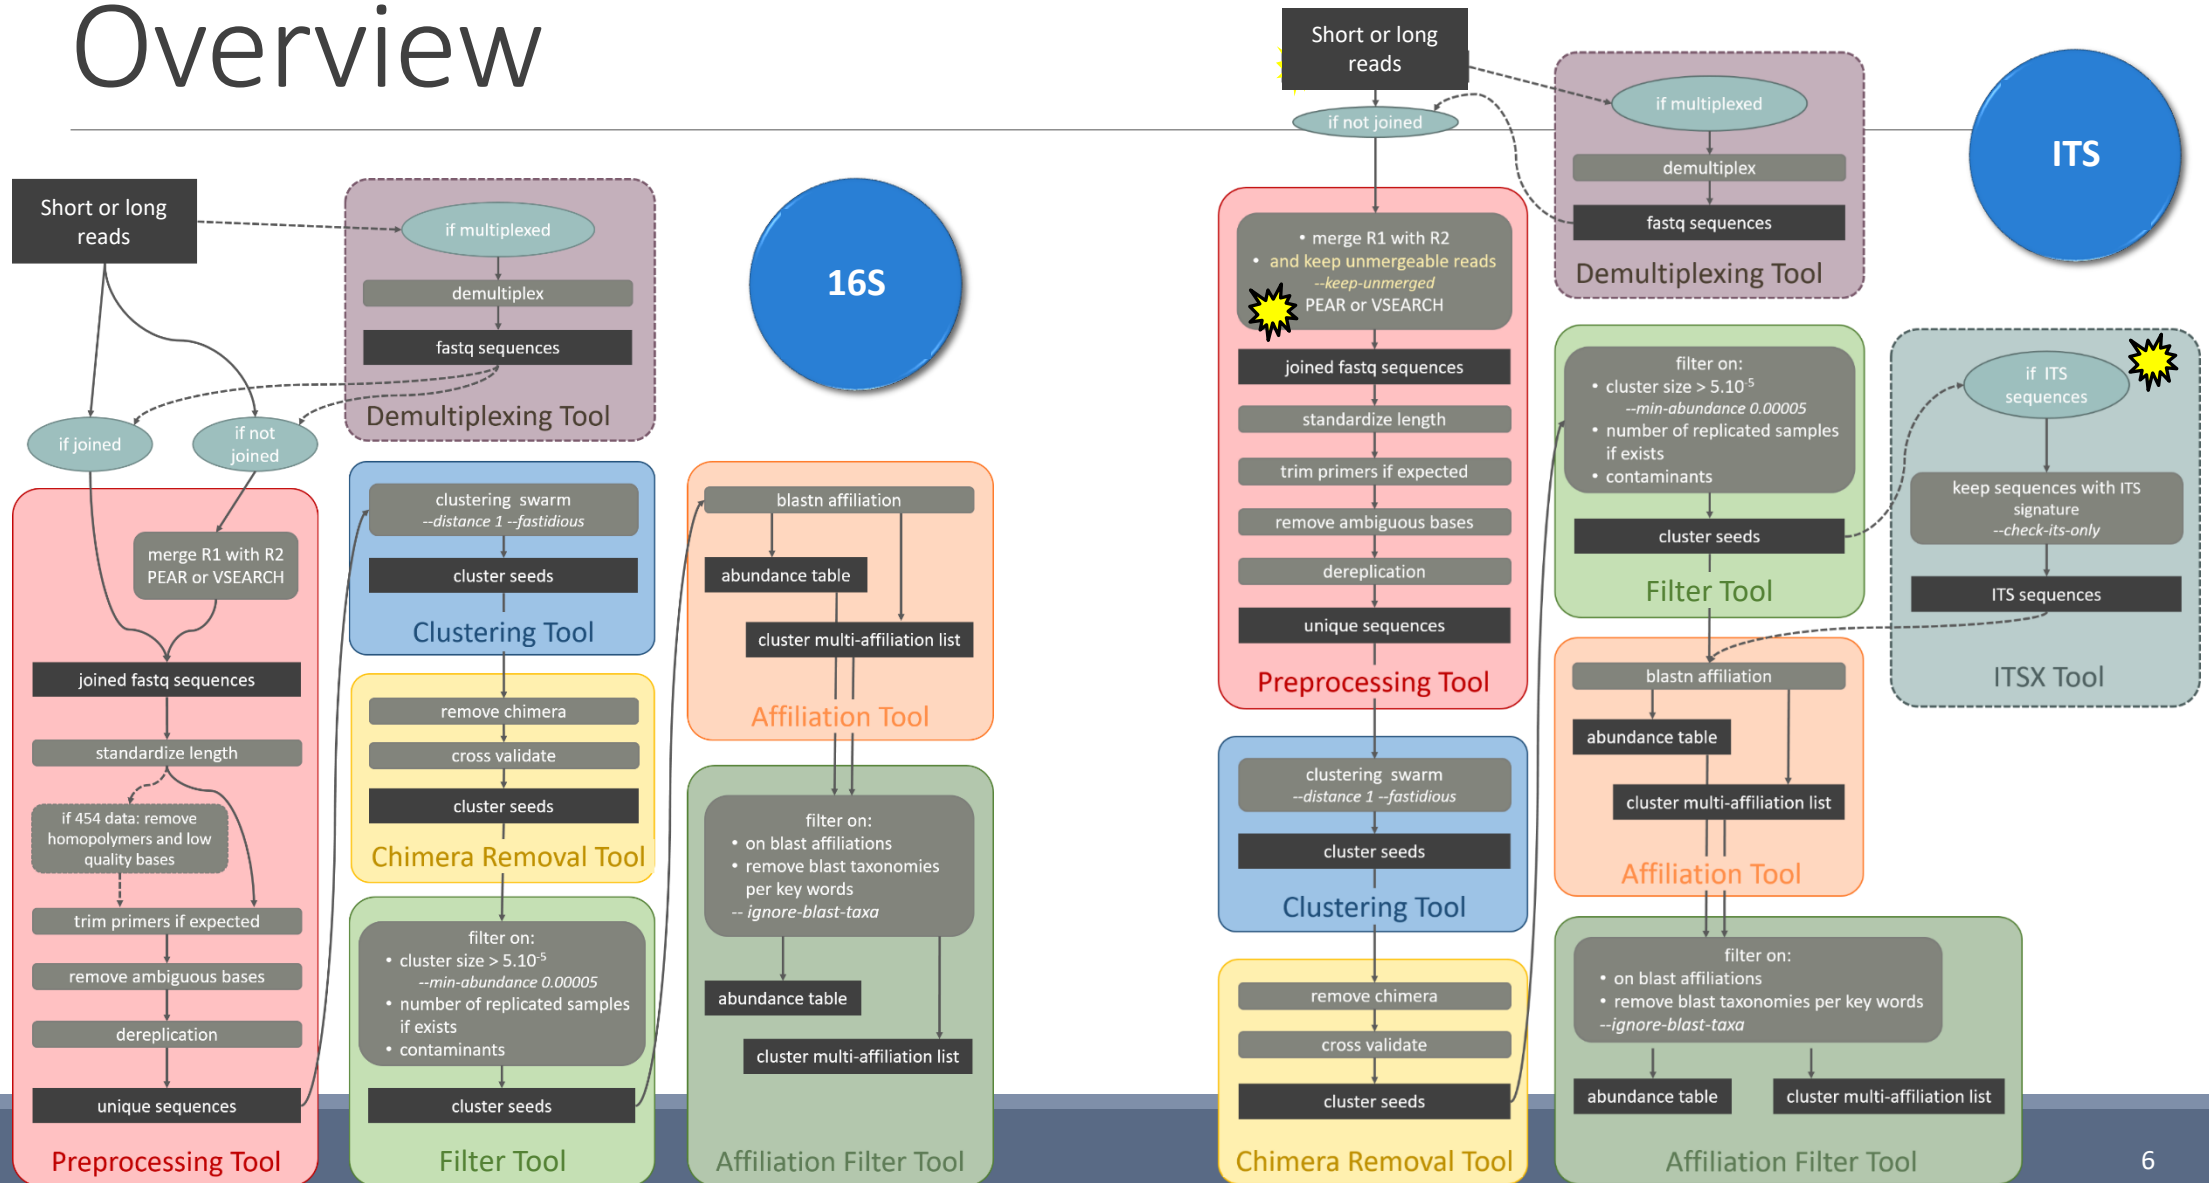 Overview
16S
Short or long
reads
if multiplexed
demultiplex
fastq sequences
Demultiplexing Tool
if joined
if not
joined
merge R1 with R2
PEAR or VSEARCH
joined fastq sequences
standardize length
if 454 data: remove
homopolymers and low
quality bases
trim primers if expected
remove ambiguous bases
dereplication
unique sequences
Preprocessing Tool
clustering swarm
--distance 1 --fastidious
cluster seeds
Clustering Tool
remove chimera
cross validate
cluster seeds
Chimera Removal Tool
filter on:
• cluster size > 5.10⁻⁵
--min-abundance 0.00005
• number of replicated samples
if exists
• contaminants
cluster seeds
Filter Tool
blastn affiliation
abundance table
cluster multi-affiliation list
Affiliation Tool
filter on:
• on blast affiliations
• remove blast taxonomies
per key words
-- ignore-blast-taxa
abundance table
cluster multi-affiliation list
Affiliation Filter Tool
ITS
Short or long
reads
if not joined
if multiplexed
demultiplex
fastq sequences
Demultiplexing Tool
• merge R1 with R2
• and keep unmergeable reads
--keep-unmerged
PEAR or VSEARCH
joined fastq sequences
standardize length
trim primers if expected
remove ambiguous bases
dereplication
unique sequences
Preprocessing Tool
clustering swarm
--distance 1 --fastidious
cluster seeds
Clustering Tool
remove chimera
cross validate
cluster seeds
Chimera Removal Tool
filter on:
• cluster size > 5.10⁻⁵
--min-abundance 0.00005
• number of replicated samples
if exists
• contaminants
cluster seeds
Filter Tool
if ITS
sequences
keep sequences with ITS
signature
--check-its-only
ITS sequences
ITSX Tool
blastn affiliation
abundance table
cluster multi-affiliation list
Affiliation Tool
filter on:
• on blast affiliations
• remove blast taxonomies per key words
--ignore-blast-taxa
abundance table
cluster multi-affiliation list
Affiliation Filter Tool
6